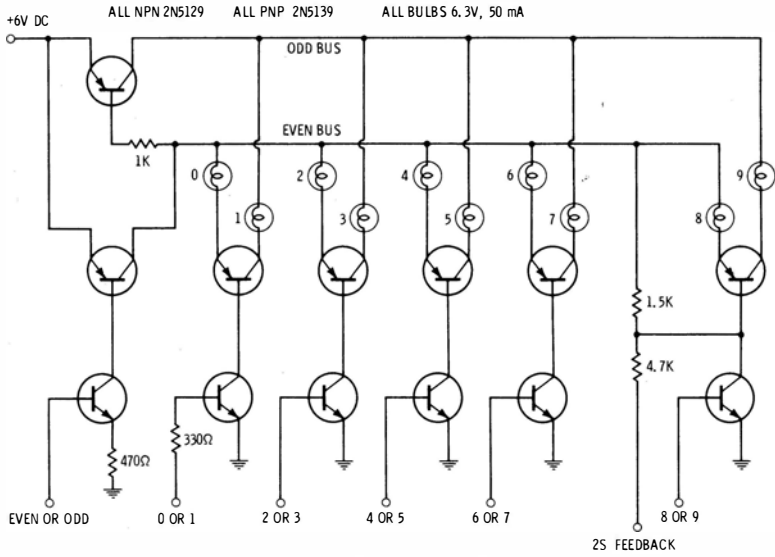 ALL NPN 2N5129 ALL PNP 2N5139 ALL BULBS 6.3V, 50 mA
+6V DC
ODD BUS
EVEN BUS
1K
0
2
4
6
9
1
3
5
7
8
1.5K
4.7K
470Ω
330Ω
EVEN OR ODD 0 OR 1 2 OR 3 4 OR 5 6 OR 7 8 OR 9
2S FEEDBACK